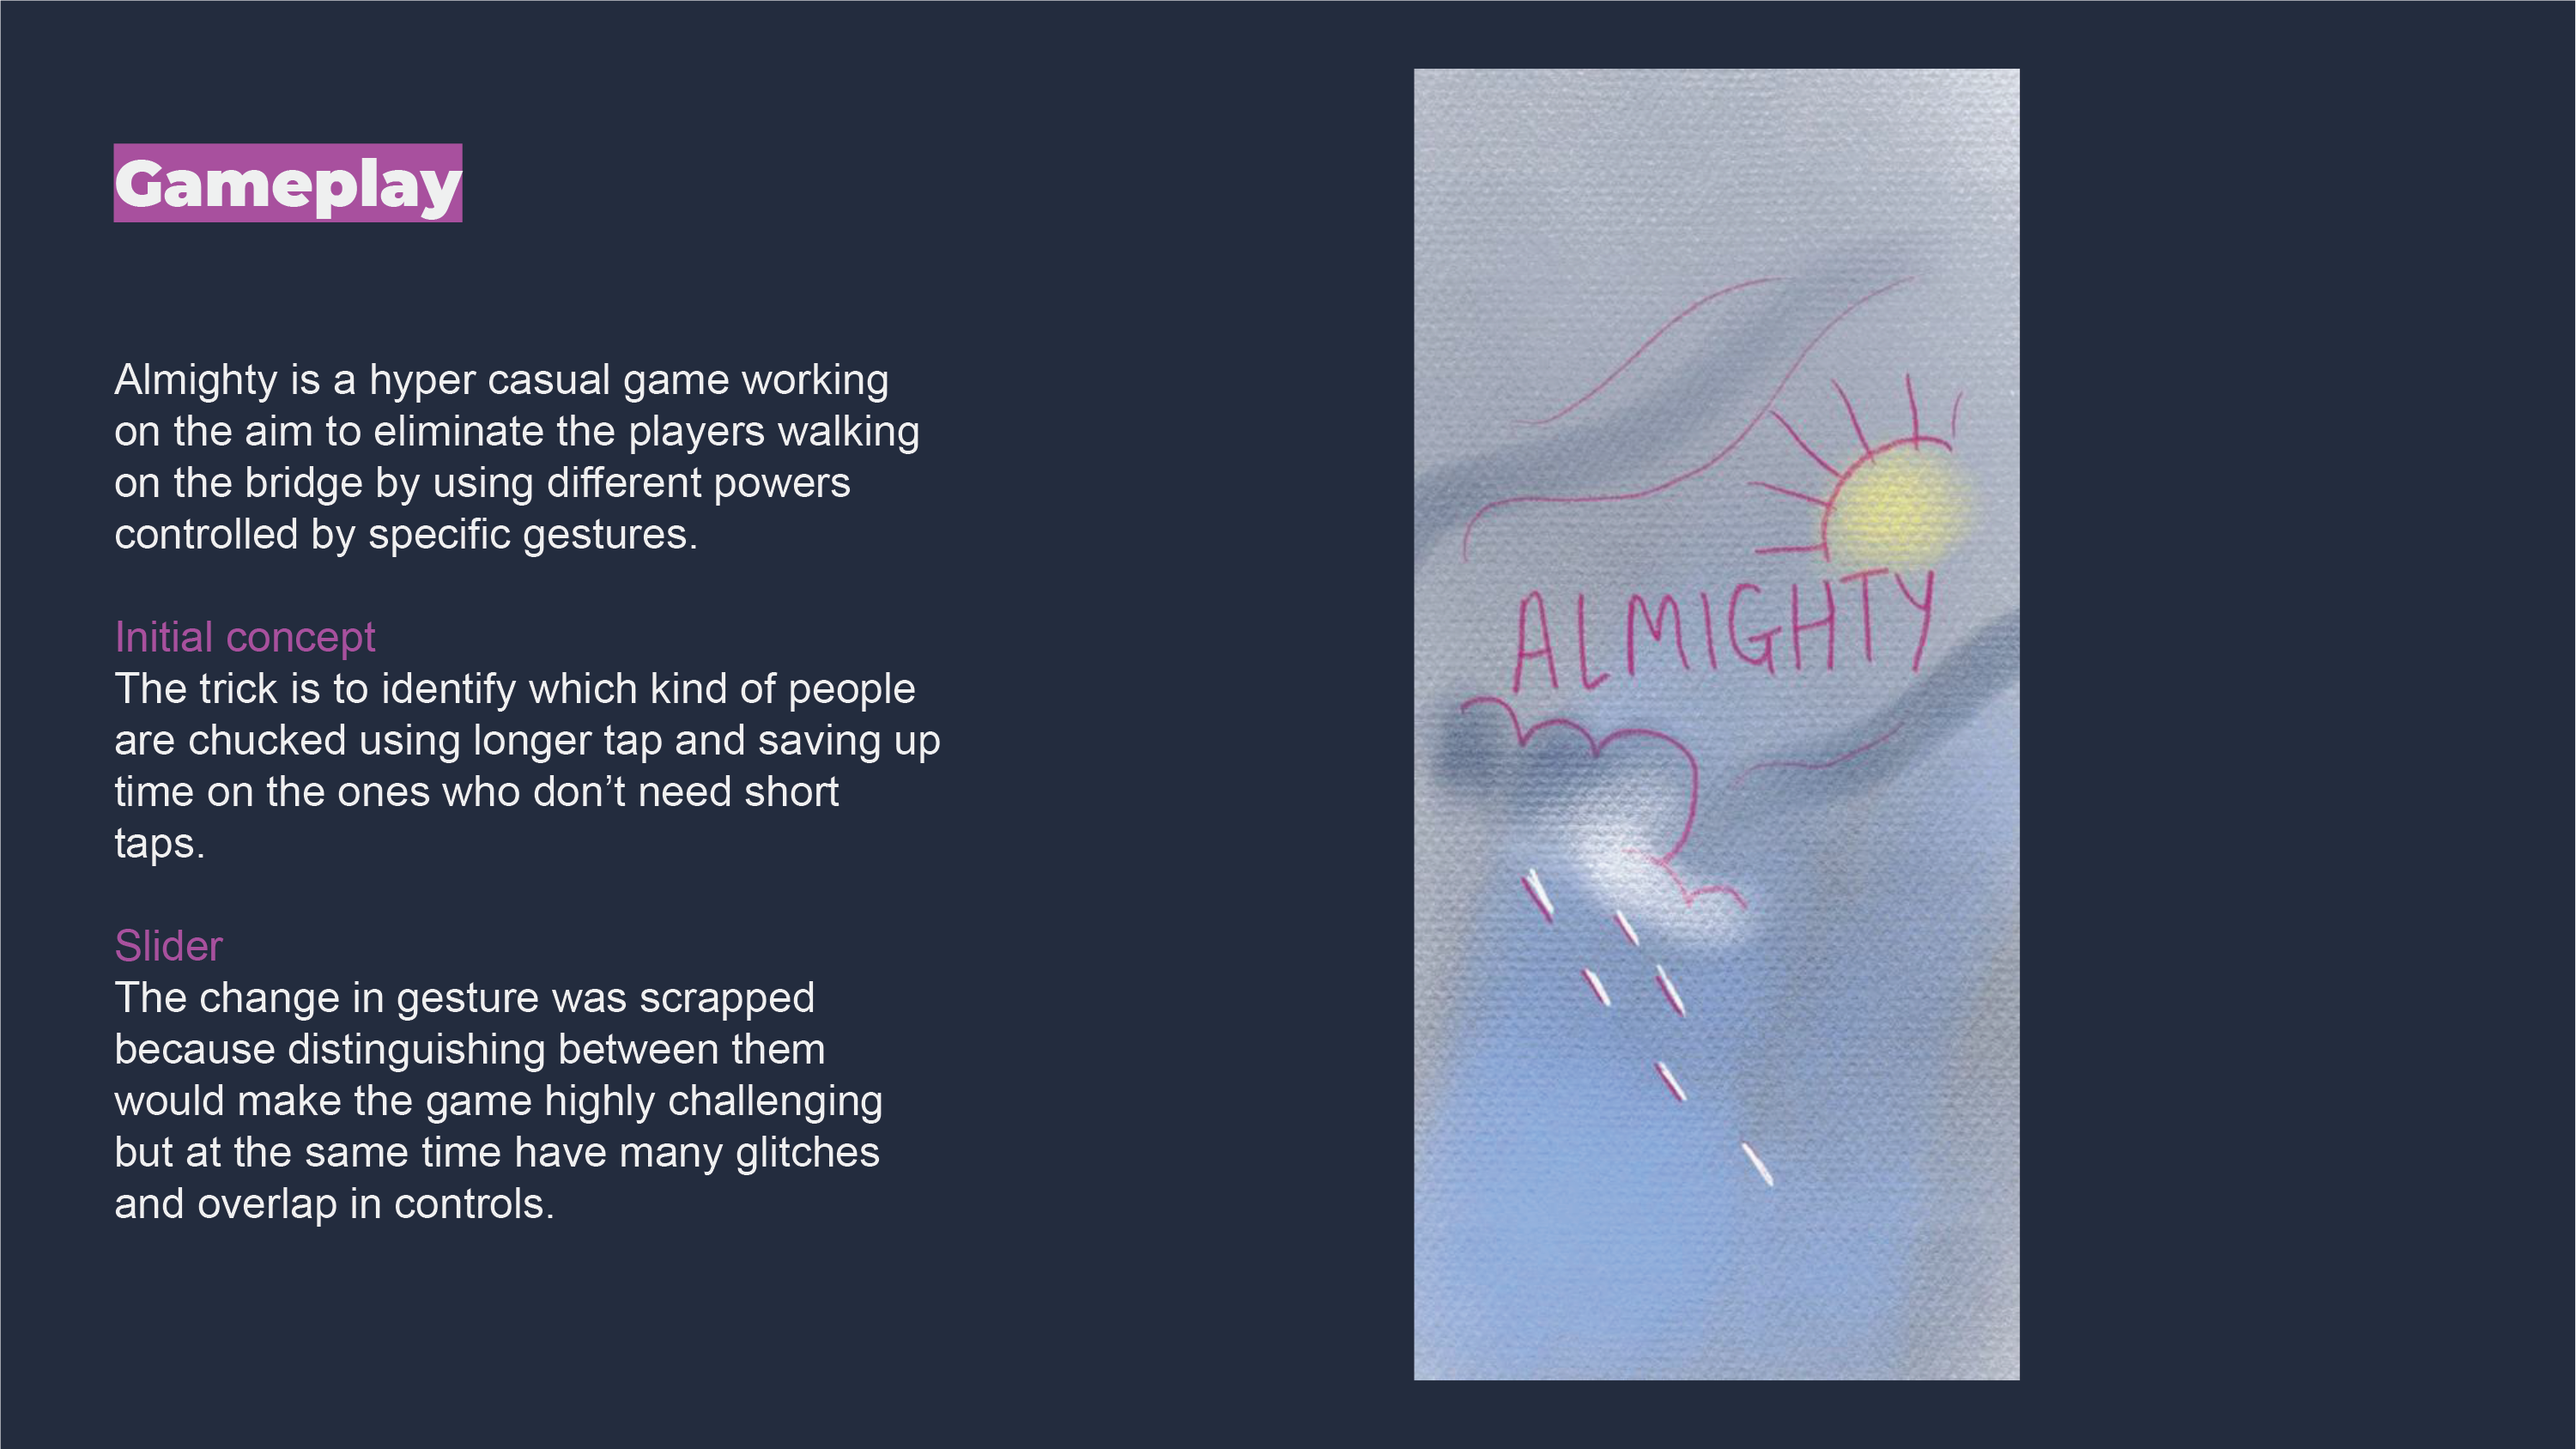 Gameplay
Almighty is a hyper casual game working
on the aim to eliminate the players walking
on the bridge by using different powers
controlled by specific gestures.
Initial concept
The trick is to identify which kind of people
are chucked using longer tap and saving up
time on the ones who don’t need short
taps.
Slider
The change in gesture was scrapped
because distinguishing between them
would make the game highly challenging
but at the same time have many glitches
and overlap in controls.
ALMIGHTY